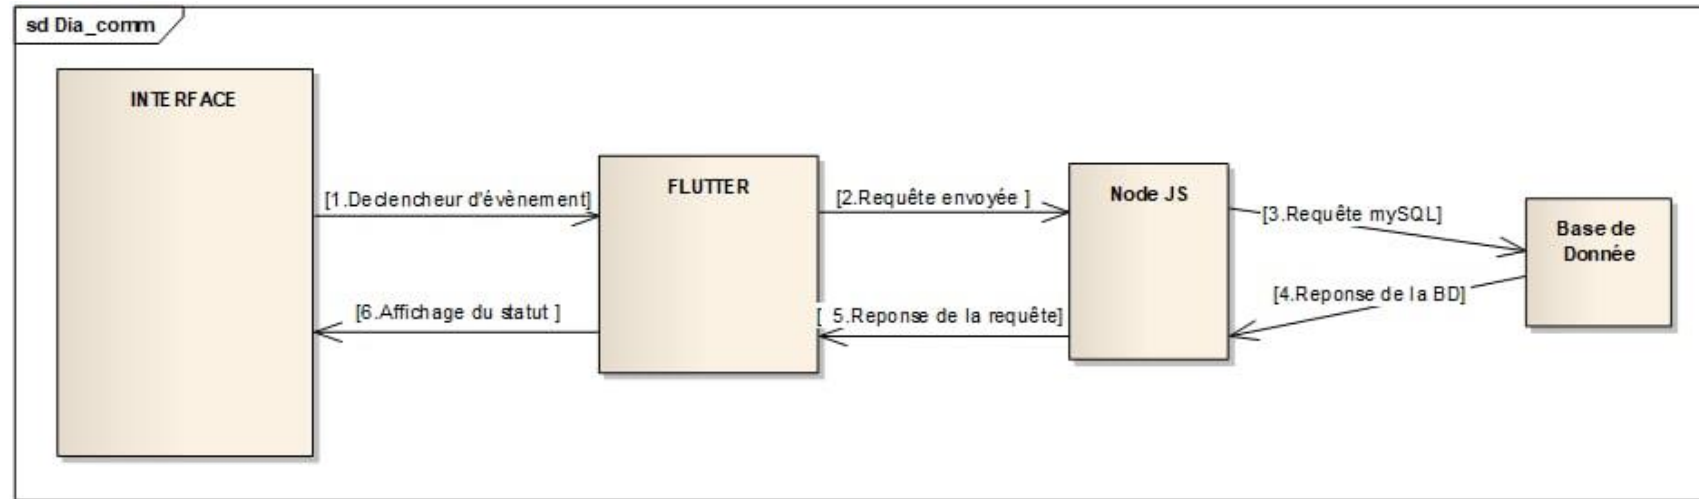 sd Dia_comm
INTERFACE
[1.Declencheur d'évènement]
FLUTTER
[2.Requête envoyée ]
Node JS
[3.Requête mySQL]
Base de
Donnée
[4.Reponse de la BD]
[ 5.Reponse de la requête]
[6.Affichage du statut ]